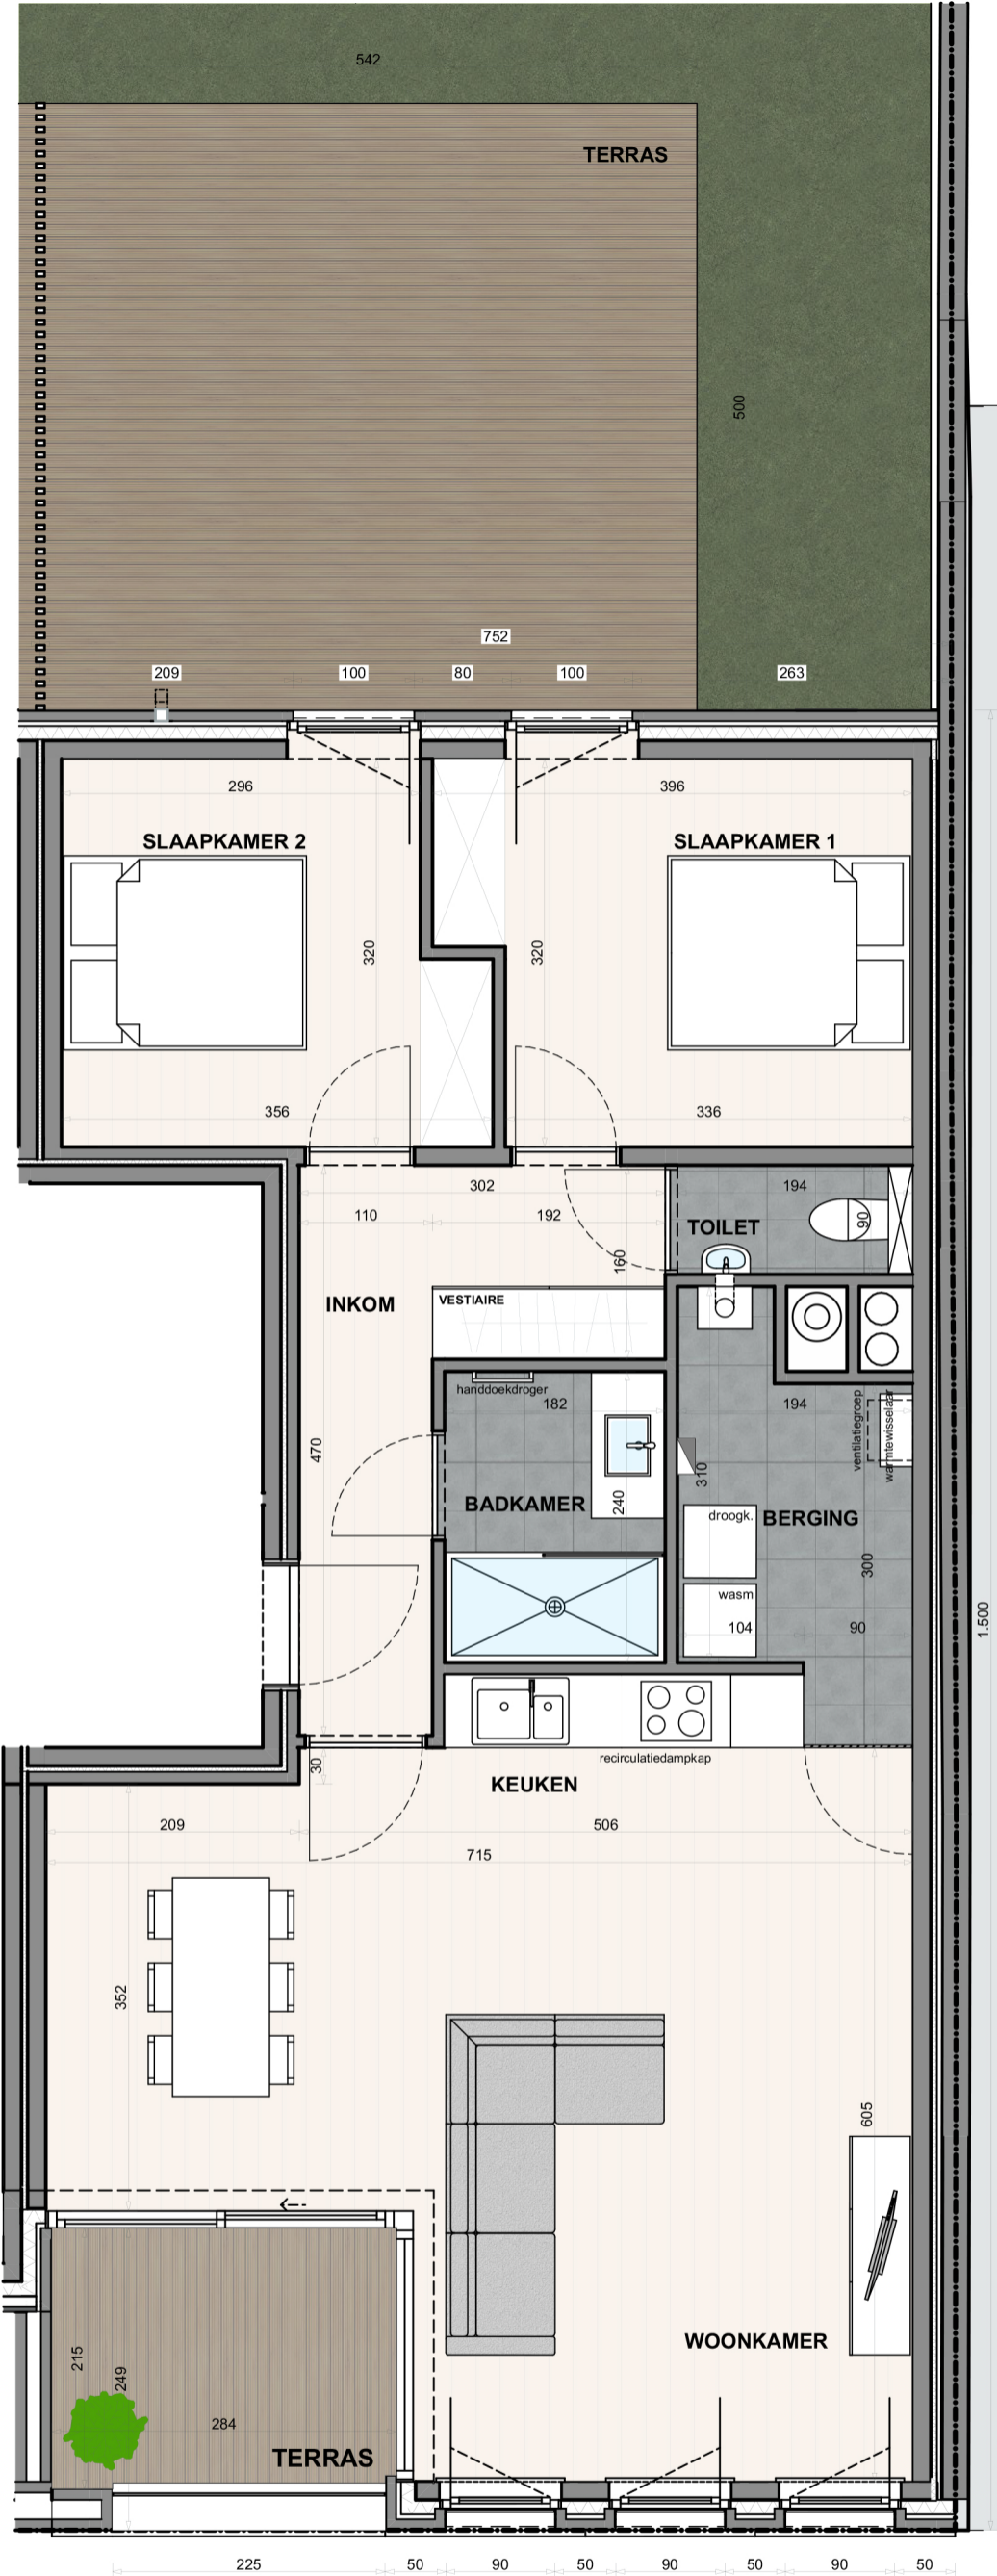 542
TERRAS
500
752
209 100 80 100 263
296 396
SLAAPKAMER 2 SLAAPKAMER 1
320 320
356 336
302 194
110 192 90
TOILET
160
INKOM VESTIAIRE
handdoekdroger
182 194
ventilatiegroep
warmtewisselaar
470 310
240
BADKAMER droogk. BERGING
300
wasm
104 90
1.500
recirculatiedampkap
30
KEUKEN
209 506
715
352
605
WOONKAMER
215
249
284
TERRAS
225 50 90 50 90 50 90 50